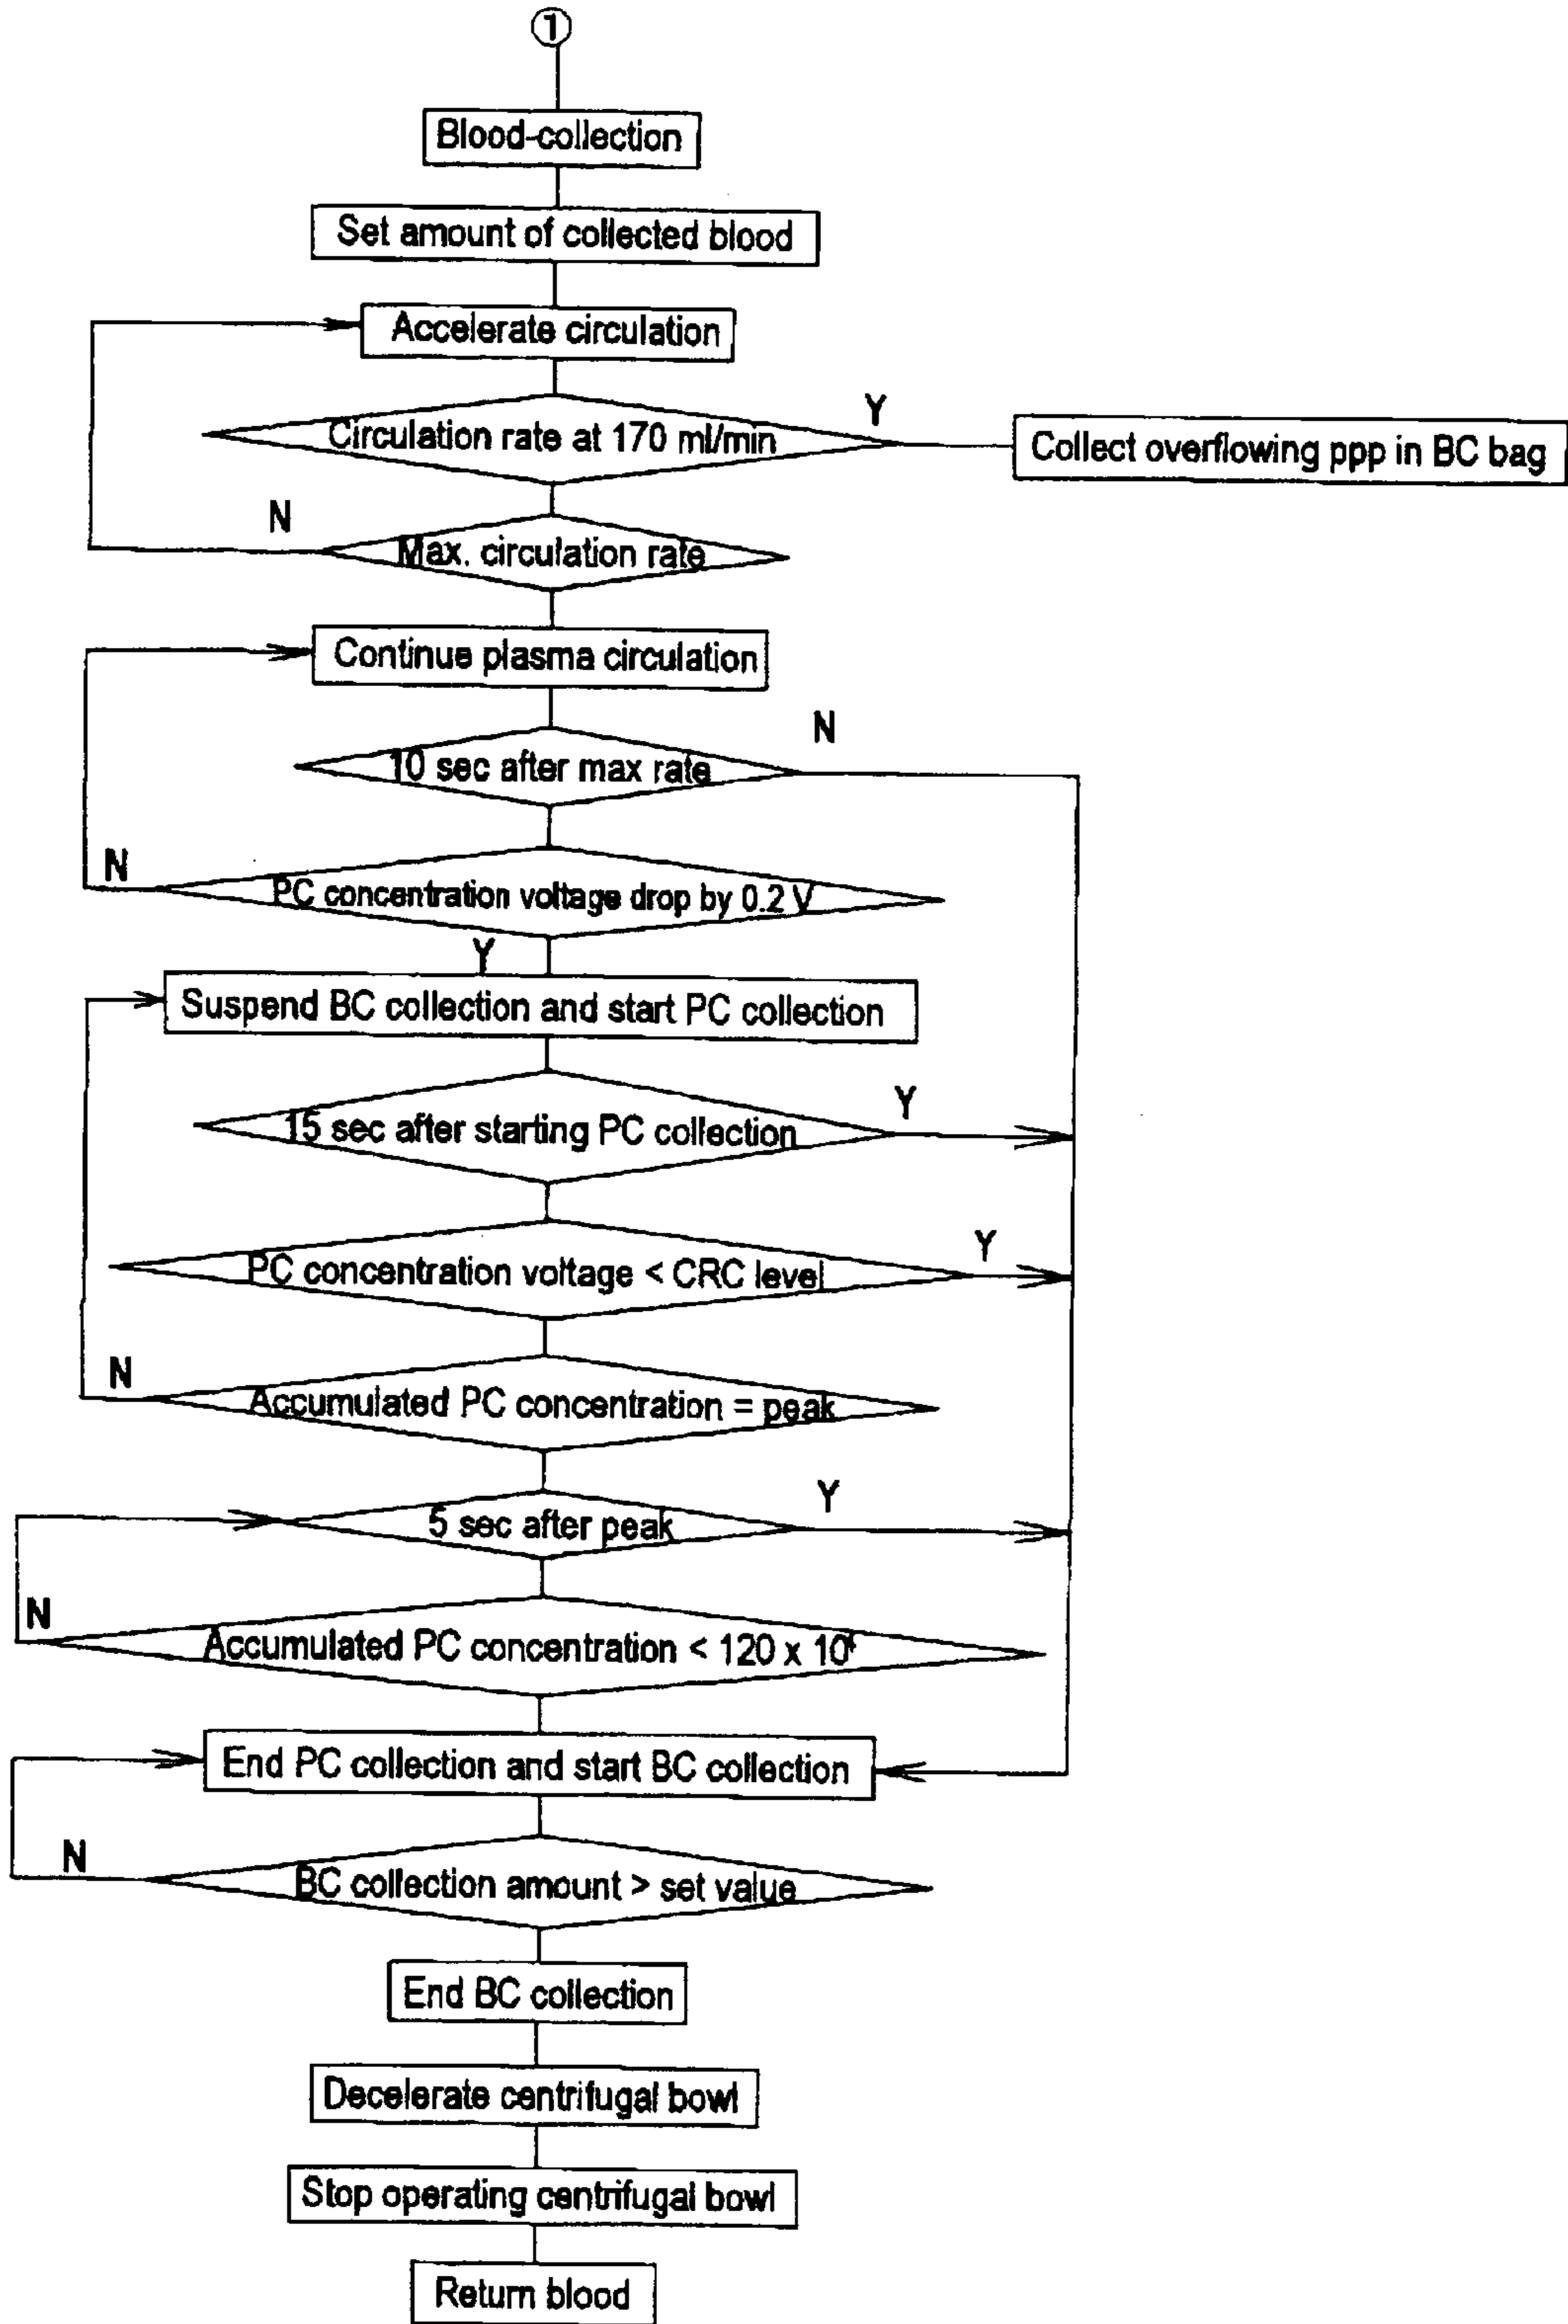 ①
Blood-collection
Set amount of collected blood
Accelerate circulation
Y
Circulation rate at 170 ml/min
Collect overflowing ppp in BC bag
N
Max. circulation rate
Continue plasma circulation
N
10 sec after max rate
N
PC concentration voltage drop by 0.2 V
Y
Suspend BC collection and start PC collection
Y
15 sec after starting PC collection
Y
PC concentration voltage < CRC level
N
Accumulated PC concentration = peak
Y
5 sec after peak
N
Accumulated PC concentration < 120 x 10⁴
End PC collection and start BC collection
N
BC collection amount > set value
End BC collection
Decelerate centrifugal bowl
Stop operating centrifugal bowl
Return blood